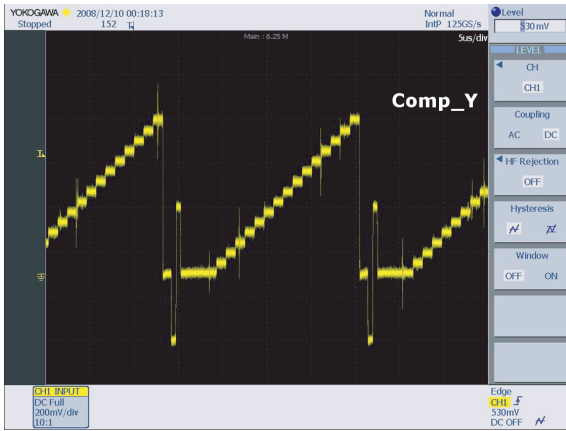 YOKOGAWA 2008/12/10 00:18:13
Stopped 152
Normal
IntP 125GS/s
Main : 6.25 M
5us/div
Comp_Y
Level
530 mV
LEVEL
CH
CH1
Coupling
AC DC
HF Rejection
OFF
Hysteresis
Window
OFF ON
CH1 INPUT
DC Full
200mV/div
10:1
Edge
CH1
530mV
DC OFF